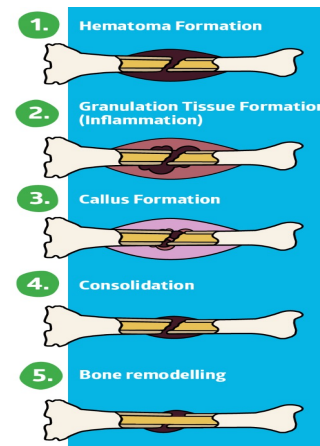 1.
Hematoma Formation
2.
Granulation Tissue Formation
(Inflammation)
3.
Callus Formation
4.
Consolidation
5.
Bone remodelling